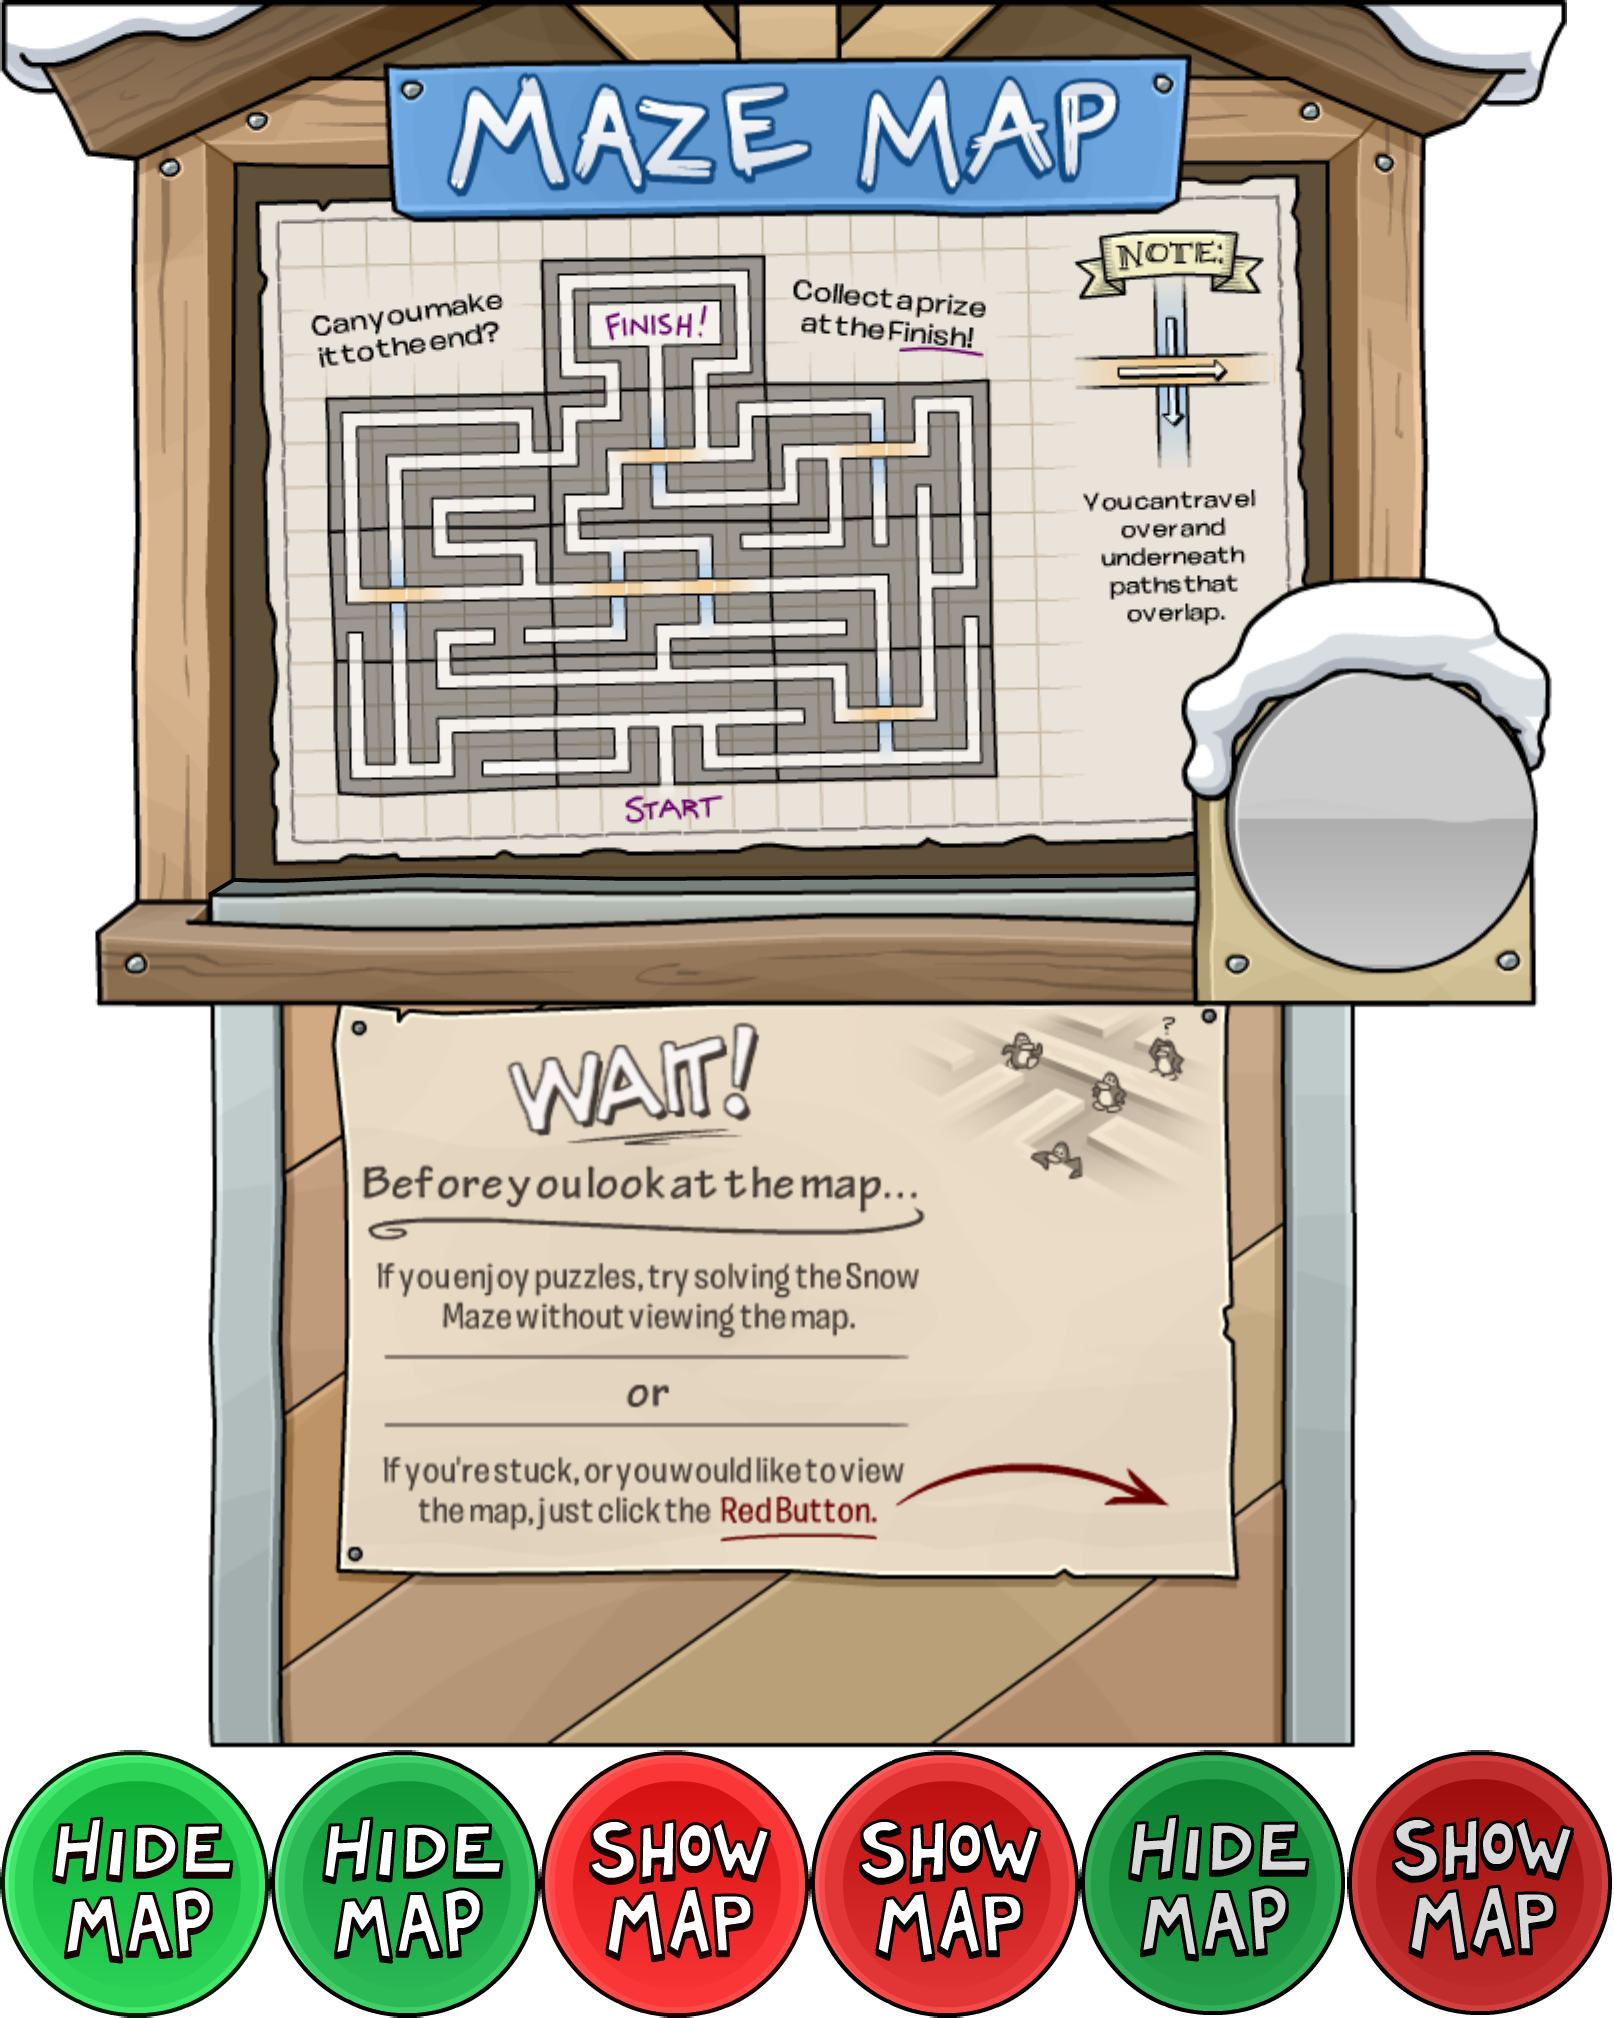 MAZE MAP
Can you make
it to the end?
FINISH!
Collect a prize
at the Finish!
NOTE:
You can travel
over and
underneath
paths that
overlap.
START
WAIT!
?
Before you look at the map...
If you enjoy puzzles, try solving the Snow
Maze without viewing the map.
or
If you're stuck, or you would like to view
the map, just click the Red Button.
HIDE
MAP
HIDE
MAP
SHOW
MAP
SHOW
MAP
HIDE
MAP
SHOW
MAP